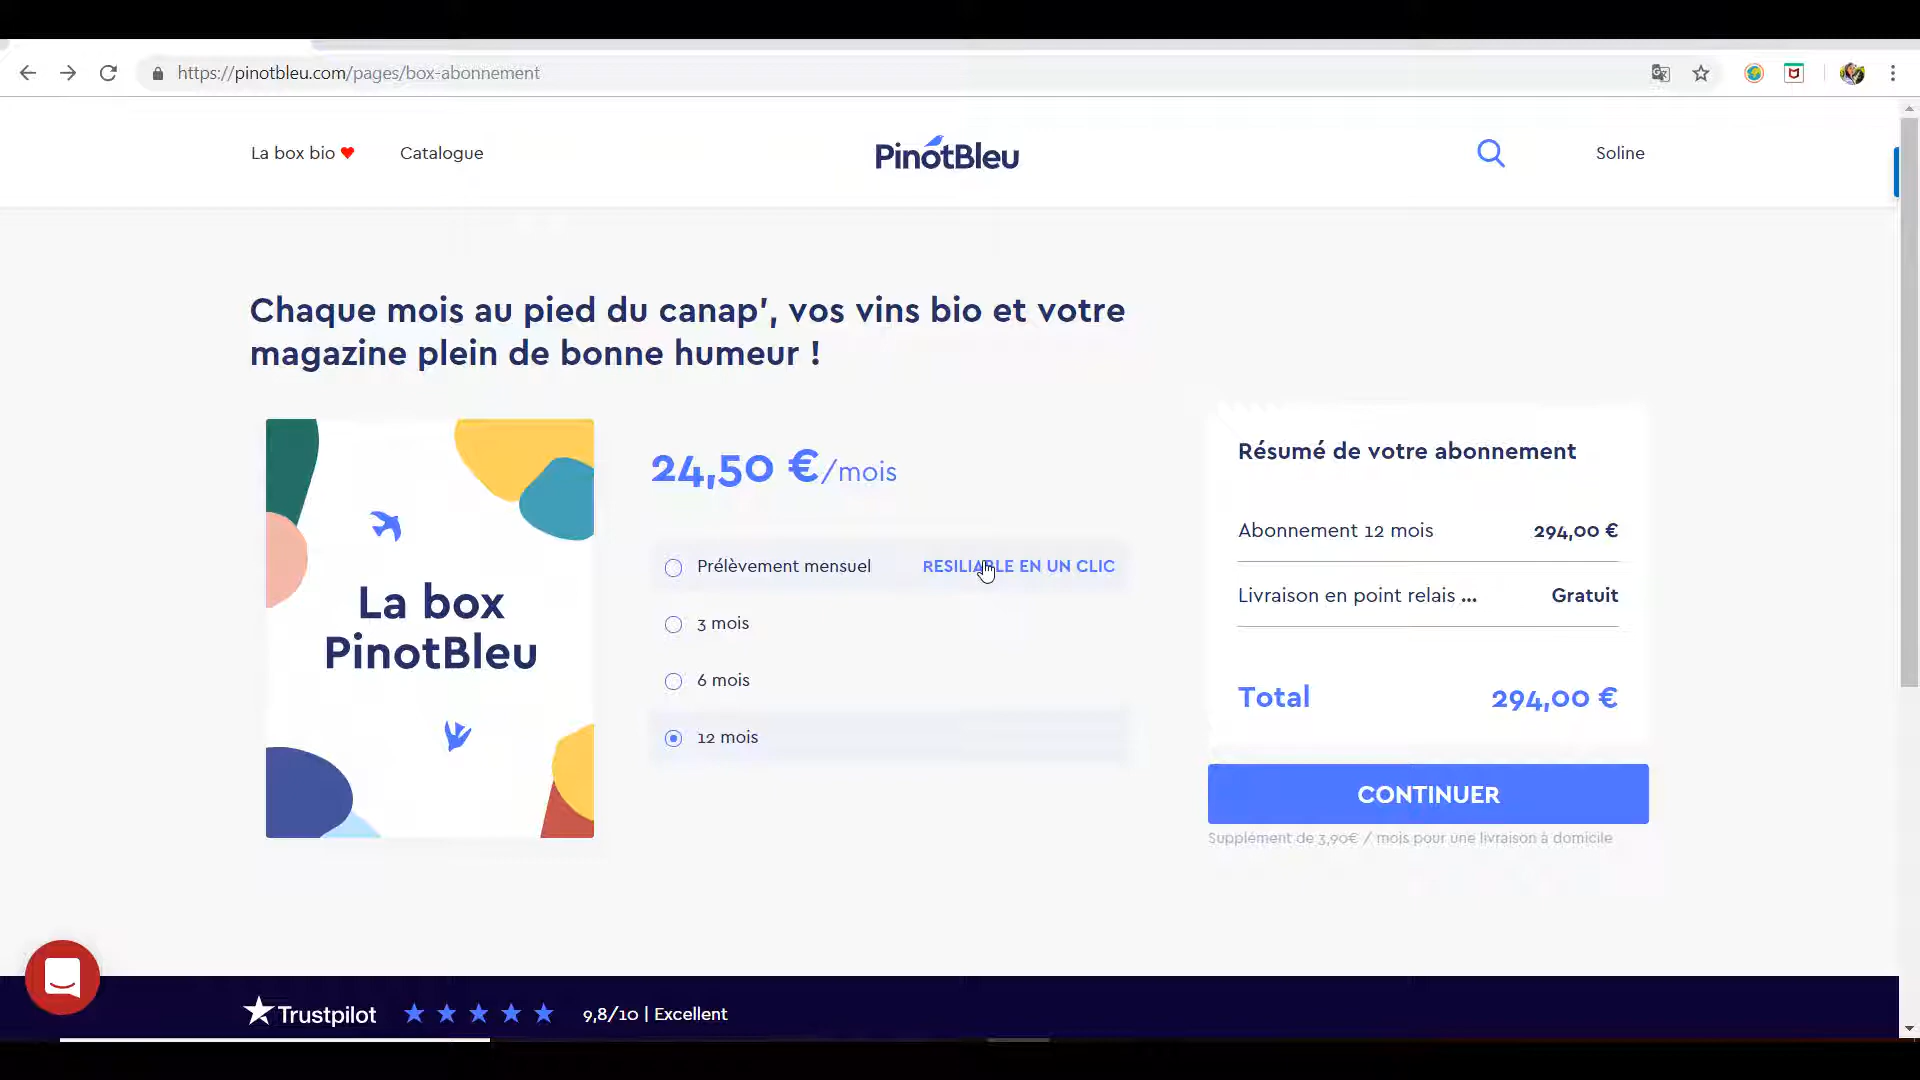 https://pinotbleu.com/pages/box-abonnement
La box bio
Catalogue
PinotBleu
Soline
Chaque mois au pied du canap', vos vins bio et votre
magazine plein de bonne humeur !
La box
PinotBleu
24,50 €/mois
Prélèvement mensuel
RESILIABLE EN UN CLIC
3 mois
6 mois
12 mois
Résumé de votre abonnement
Abonnement 12 mois 294,00 €
Livraison en point relais ... Gratuit
Total 294,00 €
CONTINUER
Supplément de 3,90€ / mois pour une livraison à domicile
Trustpilot
9,8/10 | Excellent